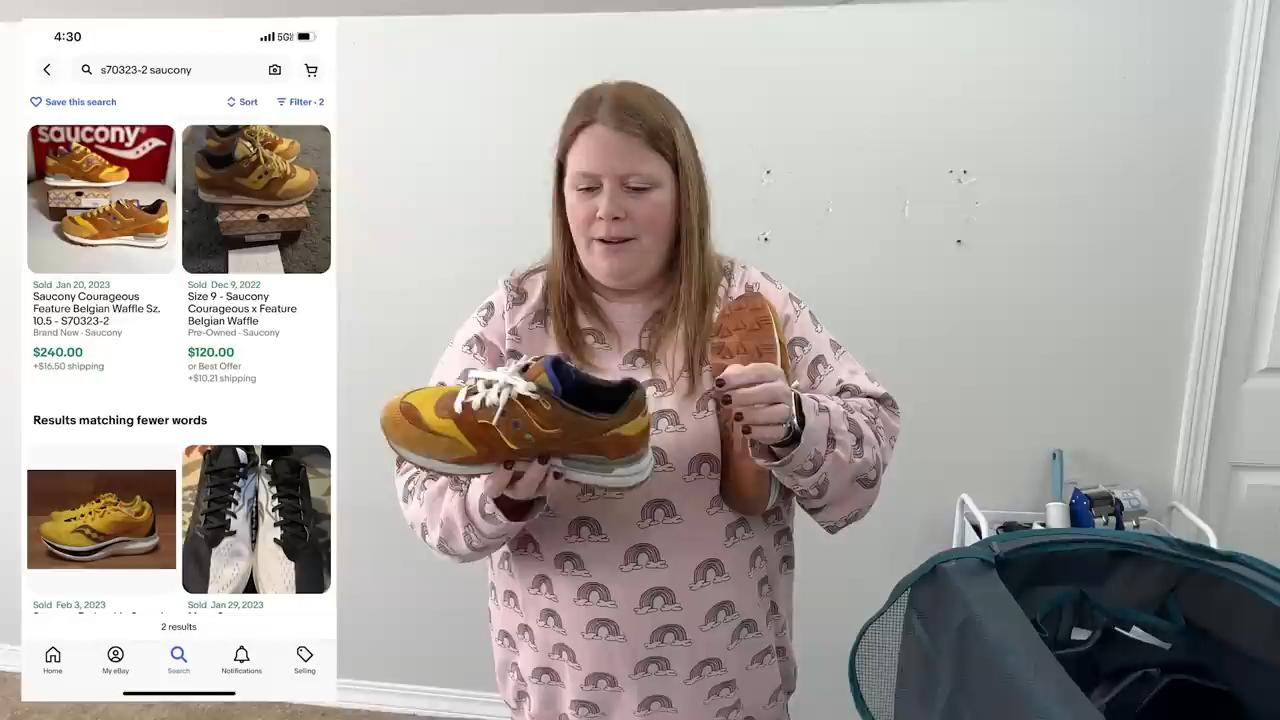 4:30
5G
s70323-2 saucony
Save this search
Sort
Filter · 2
saucony
Sold Jan 20, 2023
Saucony Courageous
Feature Belgian Waffle Sz.
10.5 - S70323-2
Brand New · Saucony
$240.00
+$16.50 shipping
Sold Dec 9, 2022
Size 9 - Saucony
Courageous x Feature
Belgian Waffle
Pre-Owned · Saucony
$120.00
or Best Offer
+$10.21 shipping
Results matching fewer words
Sold Feb 3, 2023
Sold Jan 29, 2023
2 results
Home
My eBay
Search
Notifications
Selling